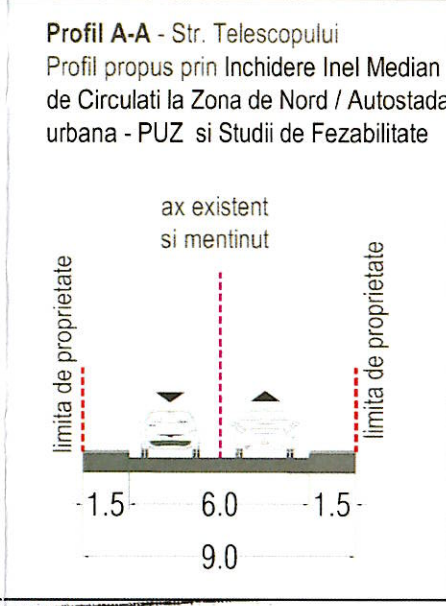 Profil A-A - Str. Telescopului
Profil propus prin Inchidere Inel Median
de Circulati la Zona de Nord / Autostada
urbana - PUZ si Studii de Fezabilitate
ax existent
si mentinut
limita de proprietate
limita de proprietate
-1.5- 6.0 -1.5-
9.0